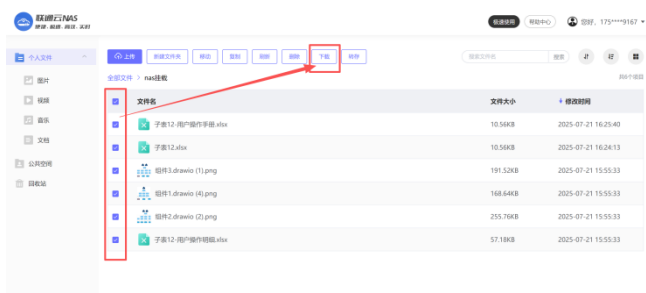 联通云NAS
极速使用
帮助中心
您好，175****9167
个人文件
图片
视频
音乐
文档
公共空间
回收站
上传
新建文件夹
移动
复制
刷新
删除
下载
转存
搜索文件名
搜索
全部文件 > nas挂载
共6个项目
文件名 文件大小 修改时间
子表12-用户操作手册.xlsx 10.56KB 2025-07-21 16:25:40
子表12.xlsx 10.56KB 2025-07-21 16:24:13
组件3.drawio (1).png 191.52KB 2025-07-21 15:55:33
组件1.drawio (4).png 168.64KB 2025-07-21 15:55:33
组件2.drawio (2).png 255.76KB 2025-07-21 15:55:33
子表12-用户操作明细.xlsx 57.18KB 2025-07-21 15:55:33